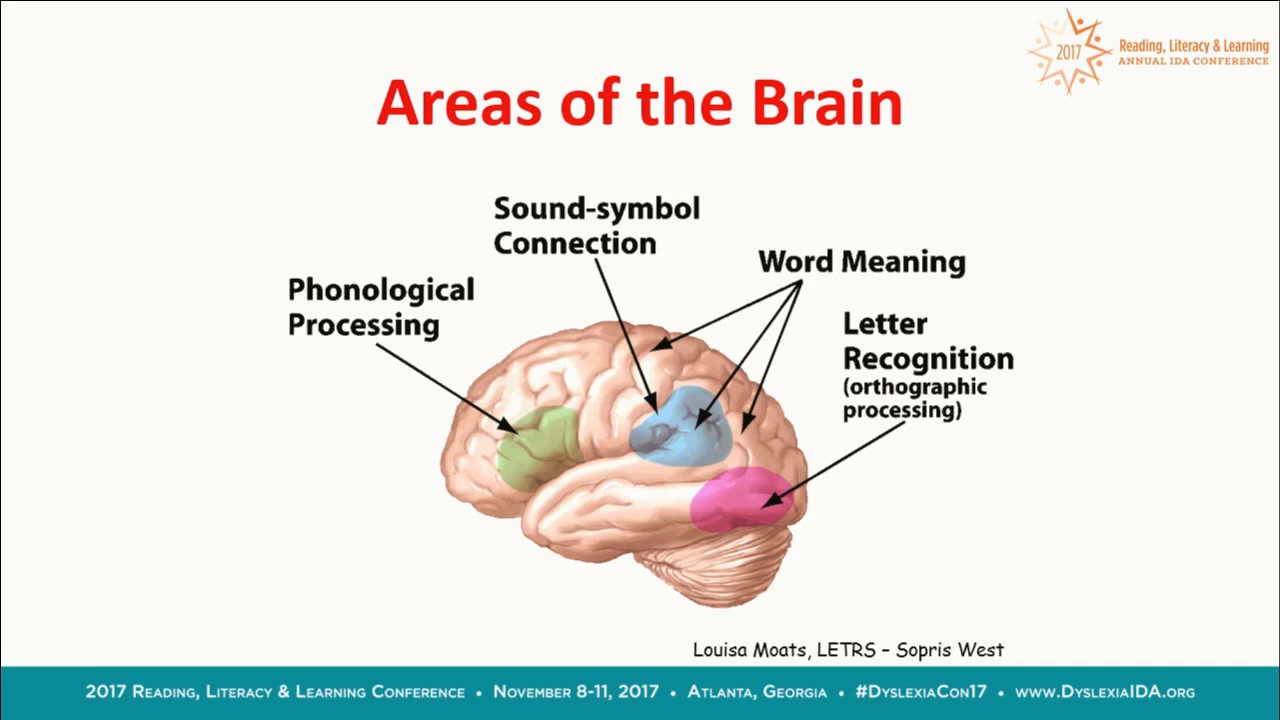 2017
Reading, Literacy & Learning
ANNUAL IDA CONFERENCE
Areas of the Brain
Sound-symbol
Connection
Word Meaning
Phonological
Processing
Letter
Recognition
(orthographic
processing)
Louisa Moats, LETRS – Sopris West
2017 Reading, Literacy & Learning Conference • November 8-11, 2017 • Atlanta, Georgia • #DyslexiaCon17 • www.DyslexiaIDA.org